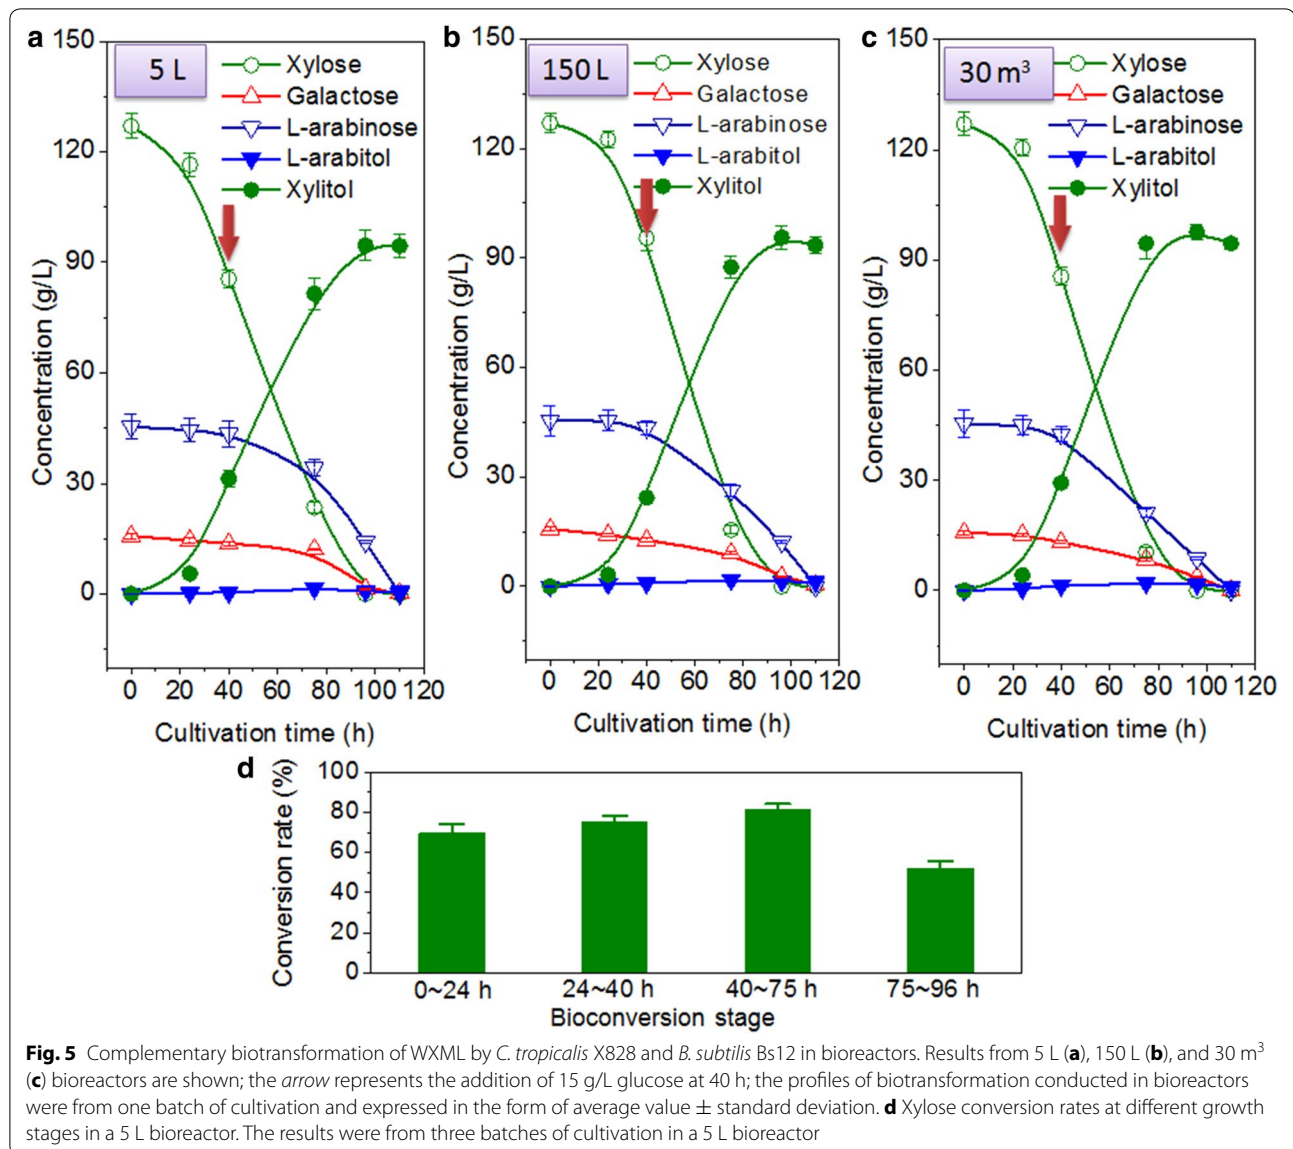 a
150
120
90
60
30
0
Concentration (g/L)
5 L
Xylose
Galactose
L-arabinose
L-arabitol
Xylitol
0 20 40 60 80 100 120
Cultivation time (h)
b
150
120
90
60
30
0
Concentration (g/L)
150 L
Xylose
Galactose
L-arabinose
L-arabitol
Xylitol
0 20 40 60 80 100 120
Cultivation time (h)
c
150
120
90
60
30
0
Concentration (g/L)
30 m³
Xylose
Galactose
L-arabinose
L-arabitol
Xylitol
0 20 40 60 80 100 120
Cultivation time (h)
d
100
80
60
40
20
0
Conversion rate (%)
0~24 h 24~40 h 40~75 h 75~96 h
Bioconversion stage
Fig. 5 Complementary biotransformation of WXML by C. tropicalis X828 and B. subtilis Bs12 in bioreactors. Results from 5 L (a), 150 L (b), and 30 m³
(c) bioreactors are shown; the arrow represents the addition of 15 g/L glucose at 40 h; the profiles of biotransformation conducted in bioreactors
were from one batch of cultivation and expressed in the form of average value ± standard deviation. d Xylose conversion rates at different growth
stages in a 5 L bioreactor. The results were from three batches of cultivation in a 5 L bioreactor